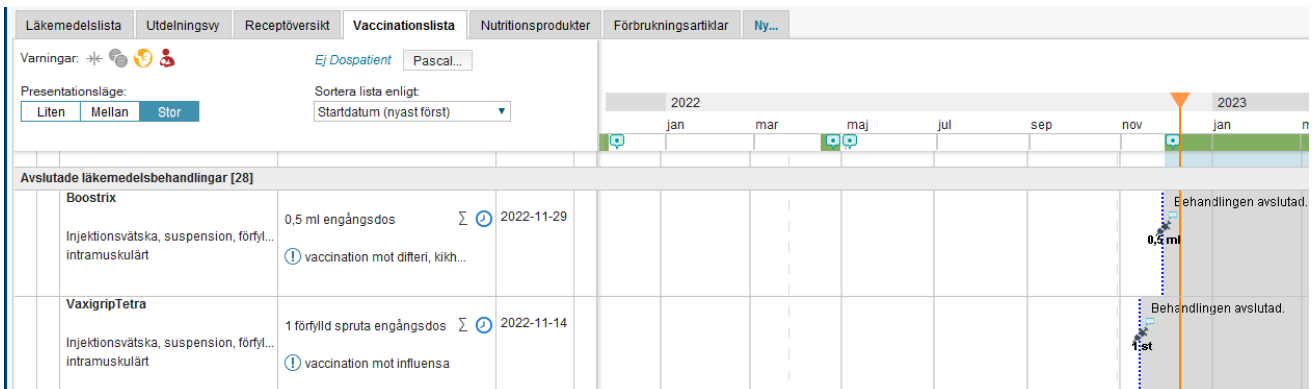 Läkemedelslista Utdelningsvy Receptöversikt Vaccinationslista Nutritionsprodukter Förbrukningsartiklar Ny...
Varningar:
Ej Dospatient Pascal...
Presentationsläge:
Liten Mellan Stor
Sortera lista enligt:
Startdatum (nyast först)
2022 2023
jan mar maj jul sep nov jan
Avslutade läkemedelsbehandlingar [28]
Boostrix
Injektionsvätska, suspension, förfyl...
intramuskulärt
0,5 ml engångsdos Σ 2022-11-29
vaccination mot difteri, kikh...
Behandlingen avslutad.
0,5 ml
VaxigripTetra
Injektionsvätska, suspension, förfyl...
intramuskulärt
1 förfylld spruta engångsdos Σ 2022-11-14
vaccination mot influensa
Behandlingen avslutad.
1 st